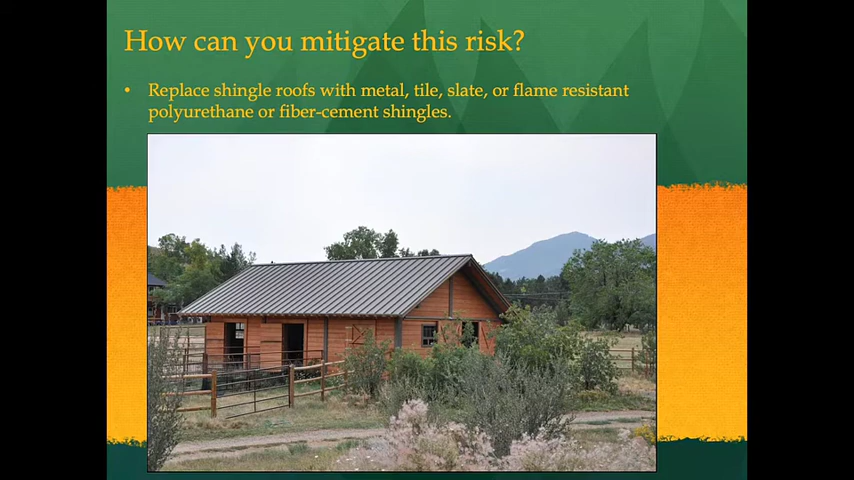 How can you mitigate this risk?
• Replace shingle roofs with metal, tile, slate, or flame resistant
polyurethane or fiber-cement shingles.